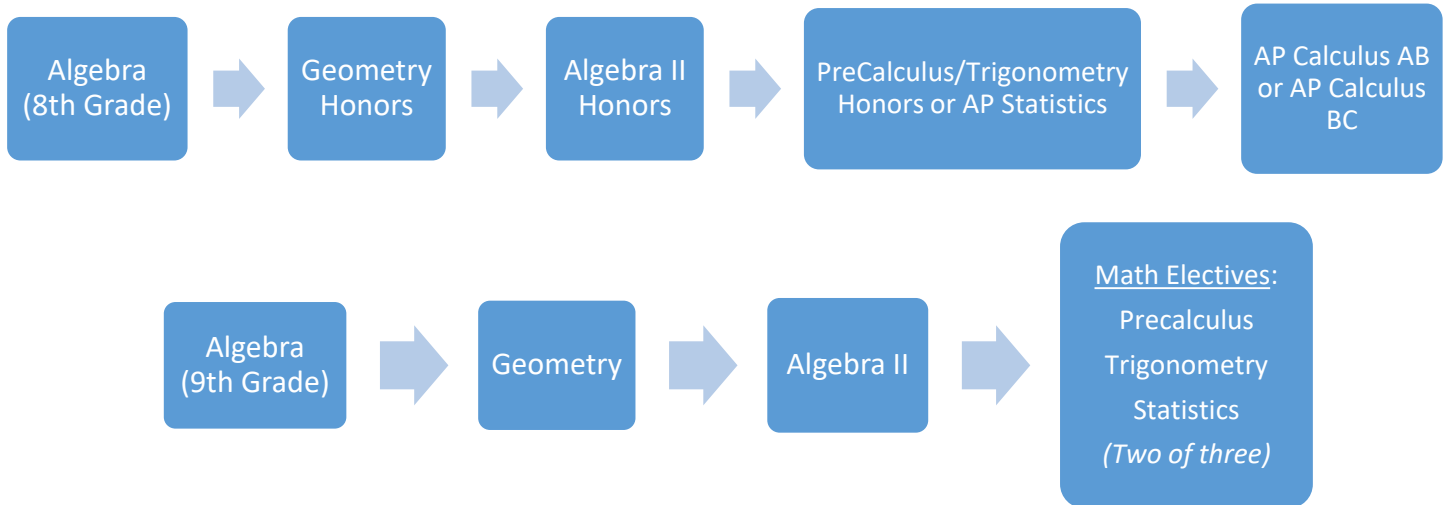 Algebra
(8th Grade)
Geometry
Honors
Algebra II
Honors
PreCalculus/Trigonometry
Honors or AP Statistics
AP Calculus AB
or AP Calculus
BC
Algebra
(9th Grade)
Geometry
Algebra II
Math Electives:
Precalculus
Trigonometry
Statistics
(Two of three)